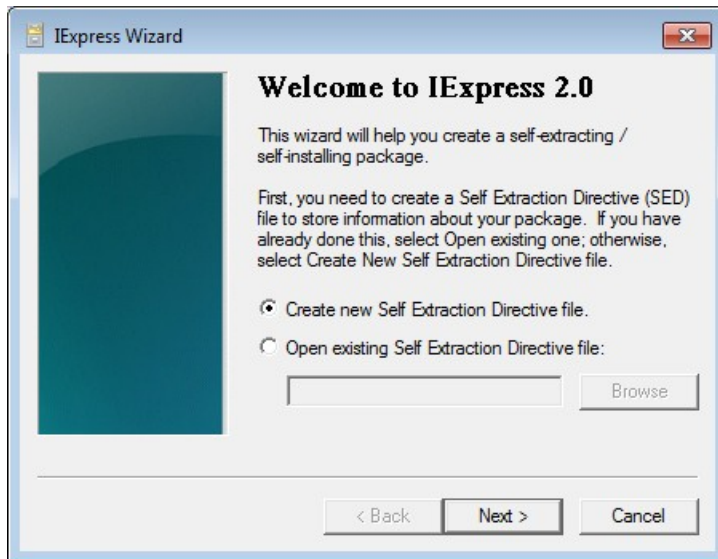 IExpress Wizard
Welcome to IExpress 2.0
This wizard will help you create a self-extracting /
self-installing package.
First, you need to create a Self Extraction Directive (SED)
file to store information about your package.  If you have
already done this, select Open existing one; otherwise,
select Create New Self Extraction Directive file.
Create new Self Extraction Directive file.
Open existing Self Extraction Directive file:
Browse
< Back Next > Cancel